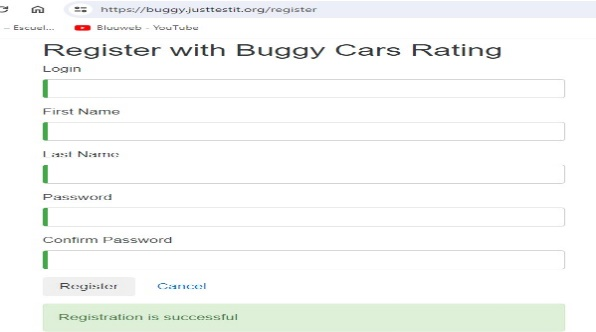 https://buggy.justtestit.org/register
– Escuel... Bluuweb - YouTube
Register with Buggy Cars Rating
Login
First Name
Last Name
Password
Confirm Password
Register Cancel
Registration is successful